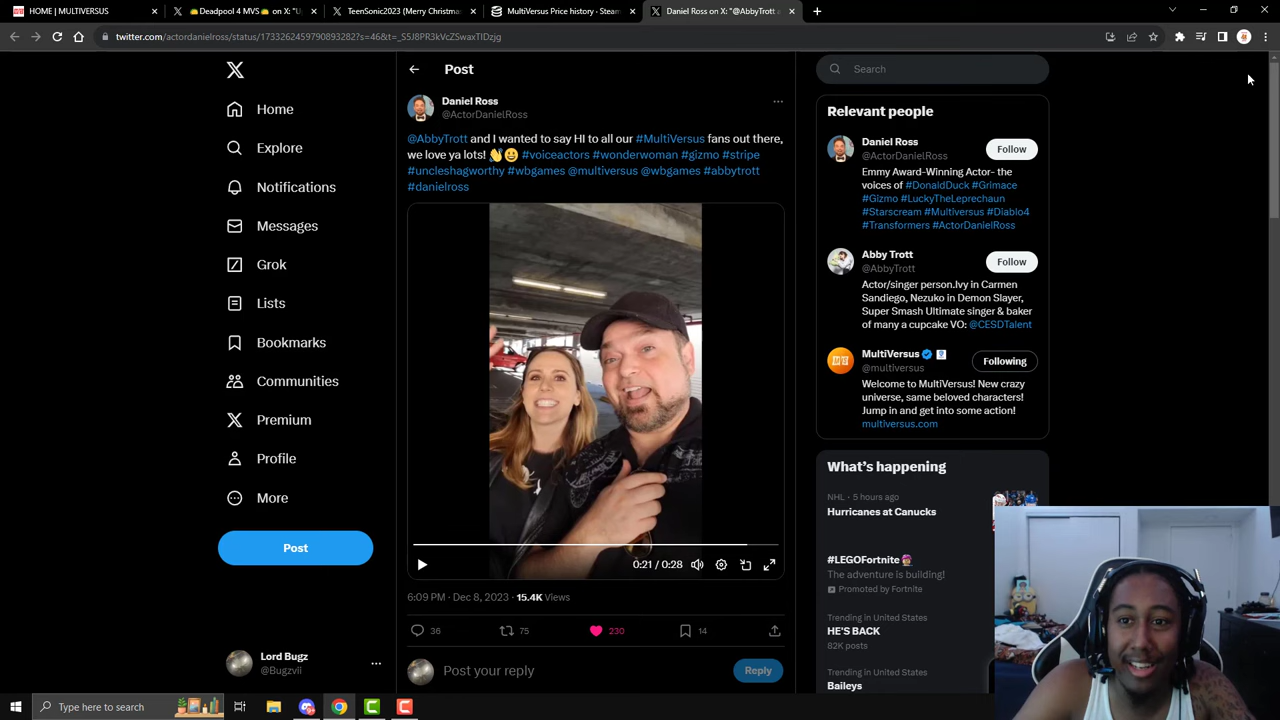 HOME | MULTIVERSUS
Deadpool 4 MVS on X: "U
TeenSonic2023 (Merry Christma
MultiVersus Price history · Steam
Daniel Ross on X: "@AbbyTrott a
twitter.com/actordanielross/status/1733262459790893282?s=46&t=_S5J8PR3kVcZSwaxTIDzjg
Home
Explore
Notifications
Messages
Grok
Lists
Bookmarks
Communities
Premium
Profile
More
Post
Lord Bugz
@Bugzvii
Post
Daniel Ross
@ActorDanielRoss
@AbbyTrott and I wanted to say HI to all our #MultiVersus fans out there,
we love ya lots! 👋😃 #voiceactors #wonderwoman #gizmo #stripe
#uncleshagworthy #wbgames @multiversus @wbgames #abbytrott
#danielross
0:21 / 0:28
6:09 PM · Dec 8, 2023 · 15.4K Views
36
75
230
14
Post your reply
Reply
Search
Relevant people
Daniel Ross
@ActorDanielRoss
Follow
Emmy Award-Winning Actor- the
voices of #DonaldDuck #Grimace
#Gizmo #LuckyTheLeprechaun
#Starscream #Multiversus #Diablo4
#Transformers #ActorDanielRoss
Abby Trott
@AbbyTrott
Follow
Actor/singer person.Ivy in Carmen
Sandiego, Nezuko in Demon Slayer,
Super Smash Ultimate singer & baker
of many a cupcake VO: @CESDTalent
MultiVersus
@multiversus
Following
Welcome to MultiVersus! New crazy
universe, same beloved characters!
Jump in and get into some action!
multiversus.com
What's happening
NHL · 5 hours ago
Hurricanes at Canucks
#LEGOFortnite
The adventure is building!
Promoted by Fortnite
Trending in United States
HE'S BACK
82K posts
Trending in United States
Baileys
Type here to search